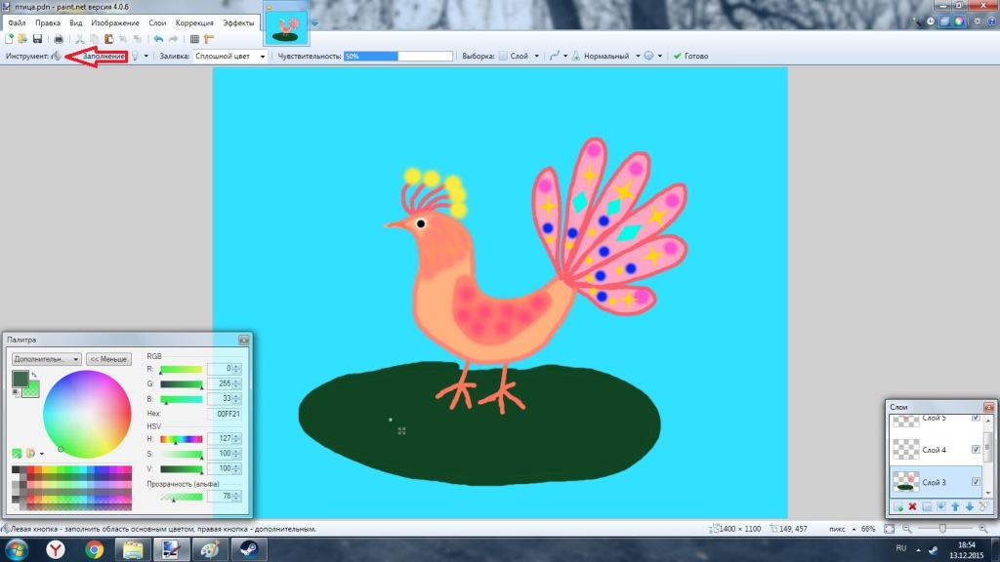 птица.pdn - paint.net версия 4.0.6
Файл Правка Вид Изображение Слои Коррекция Эффекты
Инструмент: Заполнение Заливка: Сплошной цвет Чувствительность: 50% Выборка: Слой Нормальный Готово
Палитра
Дополнительн... << Меньше
RGB
R: 0
G: 255
B: 33
Hex: 00FF21
HSV
H: 127
S: 100
V: 100
Прозрачность (альфа)
78
Слои
Слой 5
Слой 4
Слой 3
Левая кнопка - заполнить область основным цветом, правая кнопка - дополнительным. 1400 × 1100 149, 457 пикс 66%
RU 18:54
13.12.2015